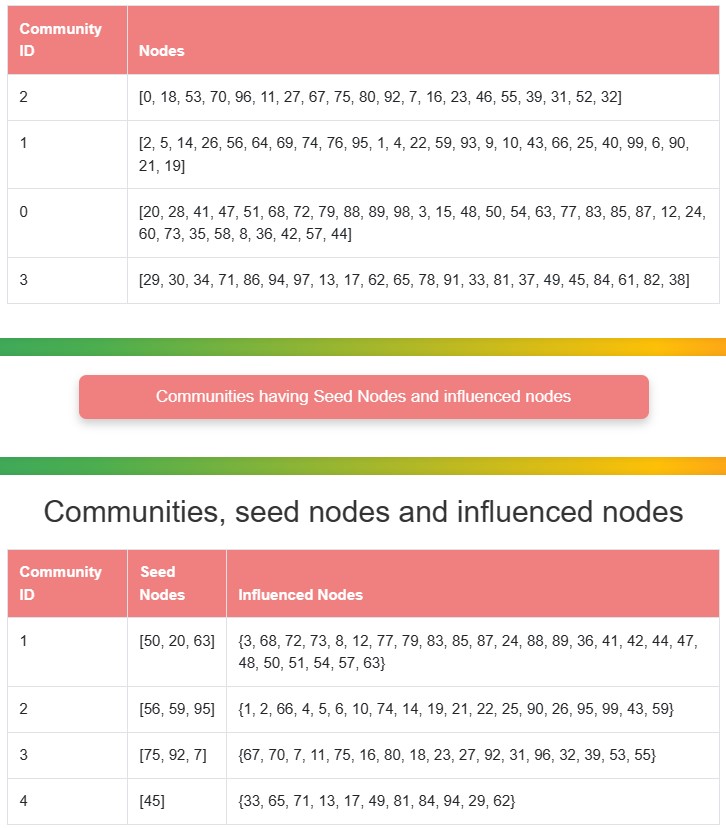 Community ID Nodes
2 [0, 18, 53, 70, 96, 11, 27, 67, 75, 80, 92, 7, 16, 23, 46, 55, 39, 31, 52, 32]
1 [2, 5, 14, 26, 56, 64, 69, 74, 76, 95, 1, 4, 22, 59, 93, 9, 10, 43, 66, 25, 40, 99, 6, 90,
21, 19]
0 [20, 28, 41, 47, 51, 68, 72, 79, 88, 89, 98, 3, 15, 48, 50, 54, 63, 77, 83, 85, 87, 12, 24,
60, 73, 35, 58, 8, 36, 42, 57, 44]
3 [29, 30, 34, 71, 86, 94, 97, 13, 17, 62, 65, 78, 91, 33, 81, 37, 49, 45, 84, 61, 82, 38]
Communities having Seed Nodes and influenced nodes
Communities, seed nodes and influenced nodes
Community ID Seed Nodes Influenced Nodes
1 [50, 20, 63] {3, 68, 72, 73, 8, 12, 77, 79, 83, 85, 87, 24, 88, 89, 36, 41, 42, 44, 47,
48, 50, 51, 54, 57, 63}
2 [56, 59, 95] {1, 2, 66, 4, 5, 6, 10, 74, 14, 19, 21, 22, 25, 90, 26, 95, 99, 43, 59}
3 [75, 92, 7] {67, 70, 7, 11, 75, 16, 80, 18, 23, 27, 92, 31, 96, 32, 39, 53, 55}
4 [45] {33, 65, 71, 13, 17, 49, 81, 84, 94, 29, 62}